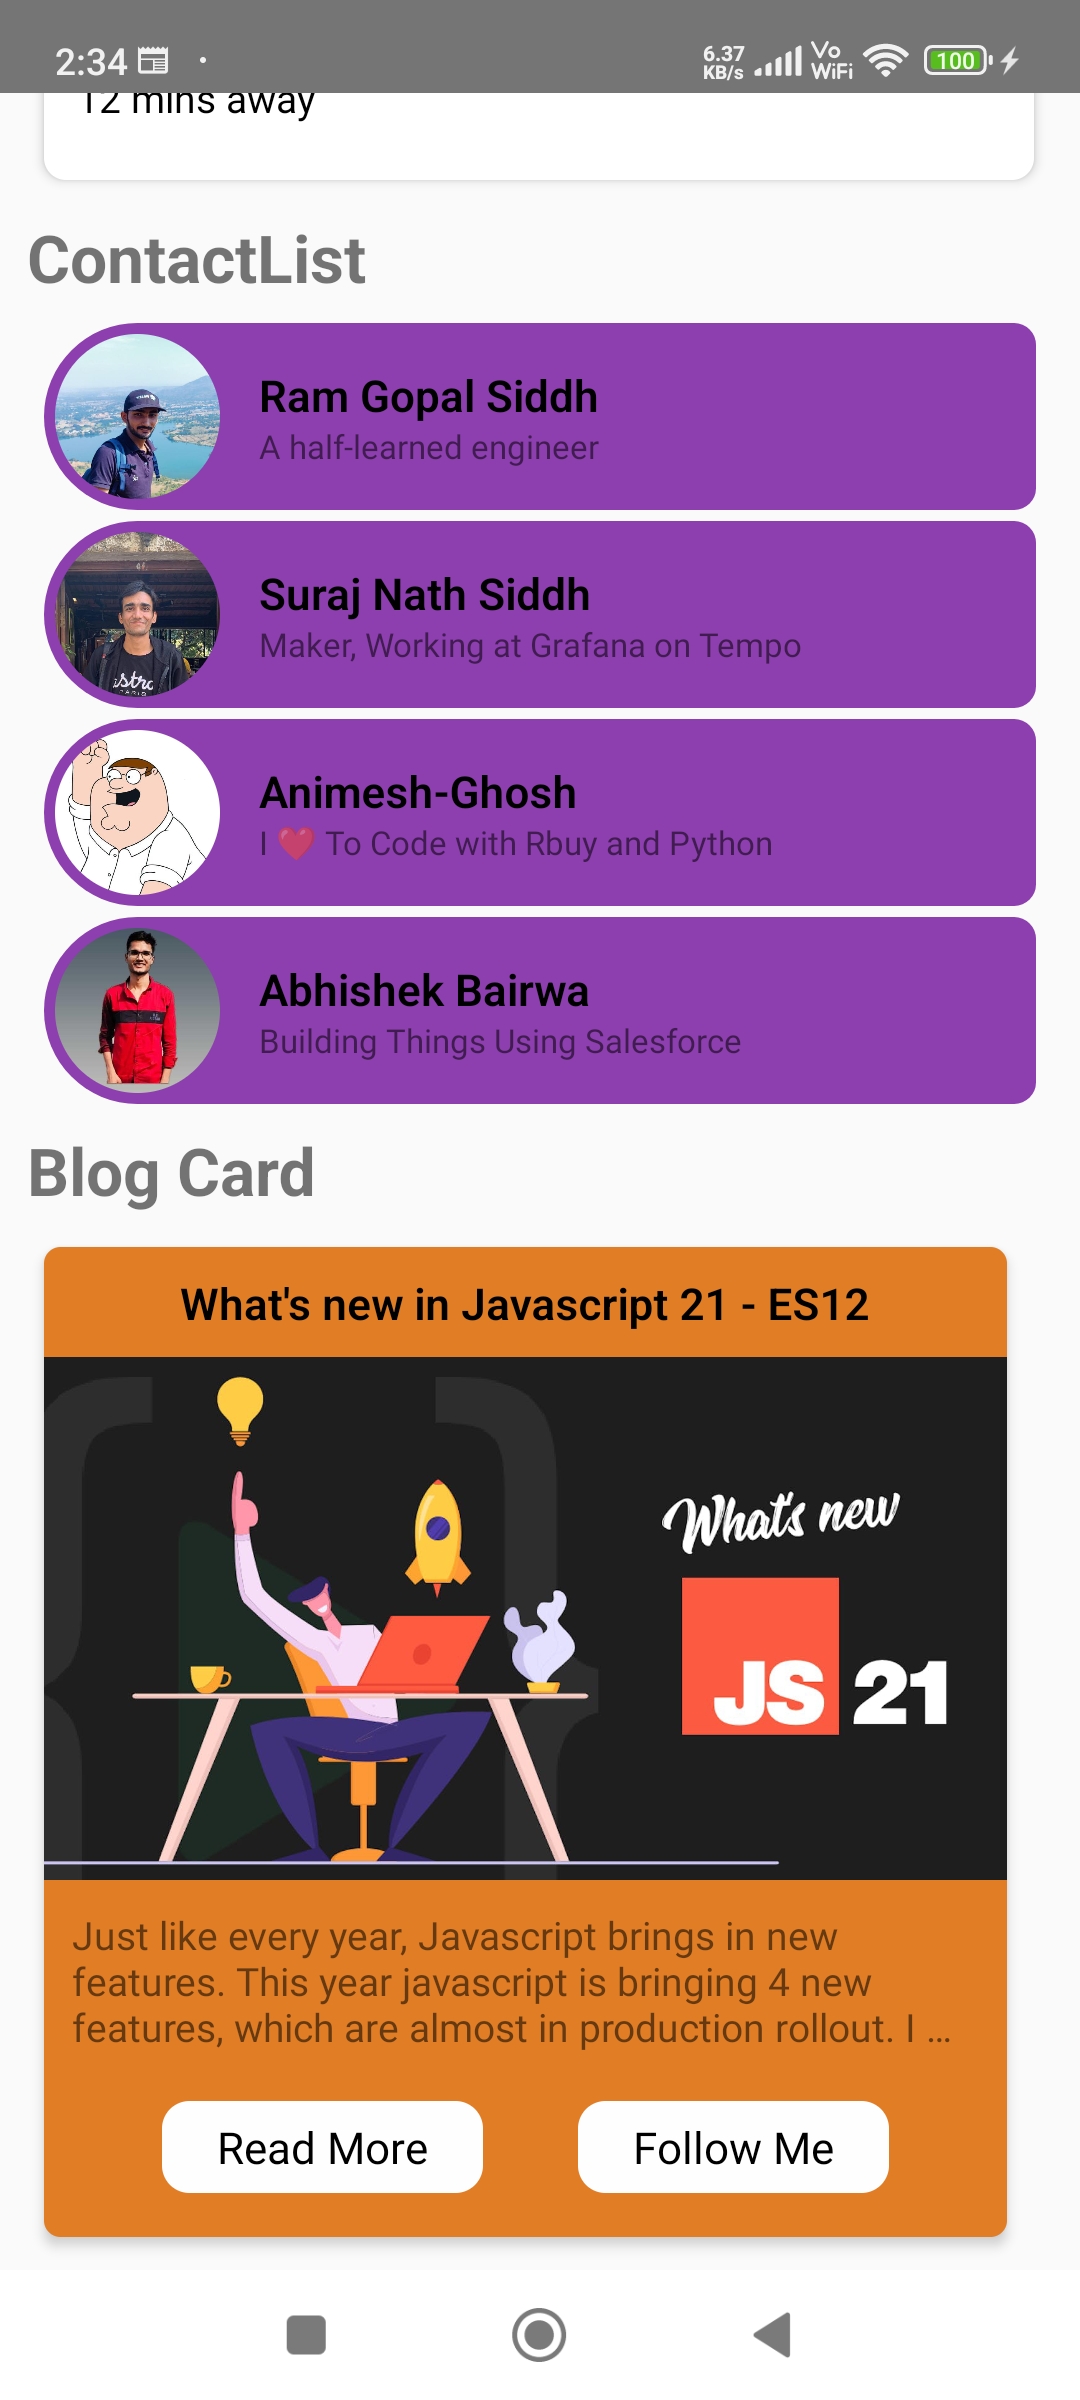 2:34
6.37 KB/s
Vo WiFi
100
12 mins away
ContactList
Ram Gopal Siddh
A half-learned engineer
Suraj Nath Siddh
Maker, Working at Grafana on Tempo
Animesh-Ghosh
I ❤️ To Code with Rbuy and Python
Abhishek Bairwa
Building Things Using Salesforce
Blog Card
What's new in Javascript 21 - ES12
What's new
JS 21
Just like every year, Javascript brings in new
features. This year javascript is bringing 4 new
features, which are almost in production rollout. I ...
Read More
Follow Me